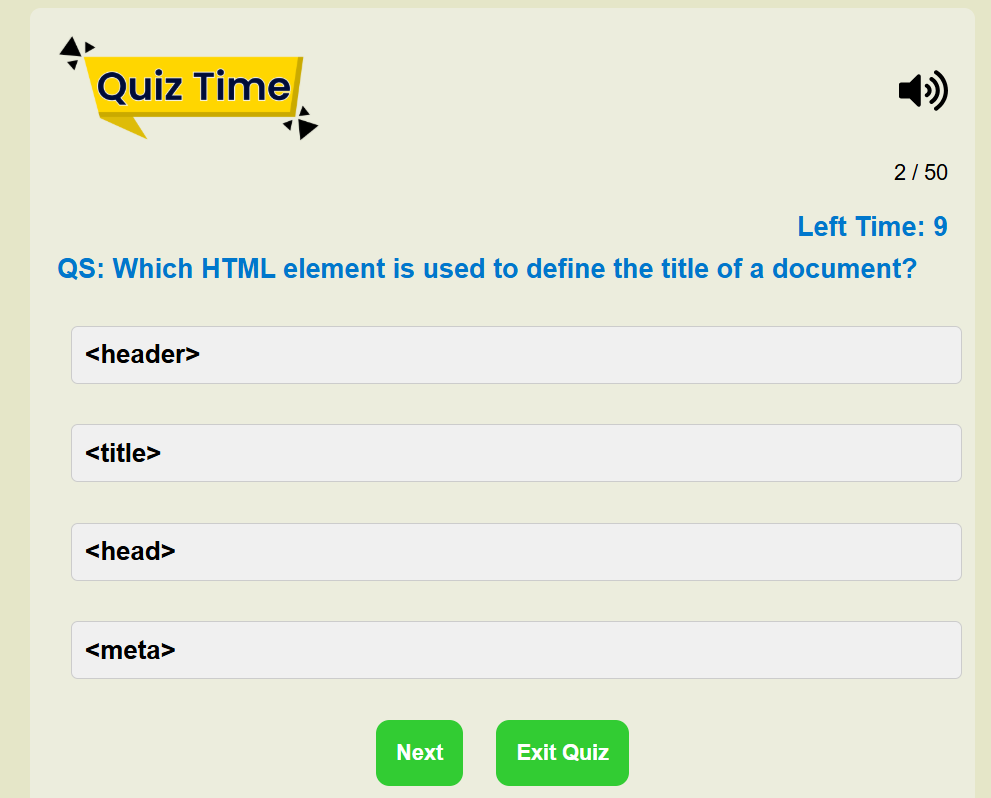 Quiz Time
2 / 50
Left Time: 9
QS: Which HTML element is used to define the title of a document?
<header>
<title>
<head>
<meta>
Next
Exit Quiz